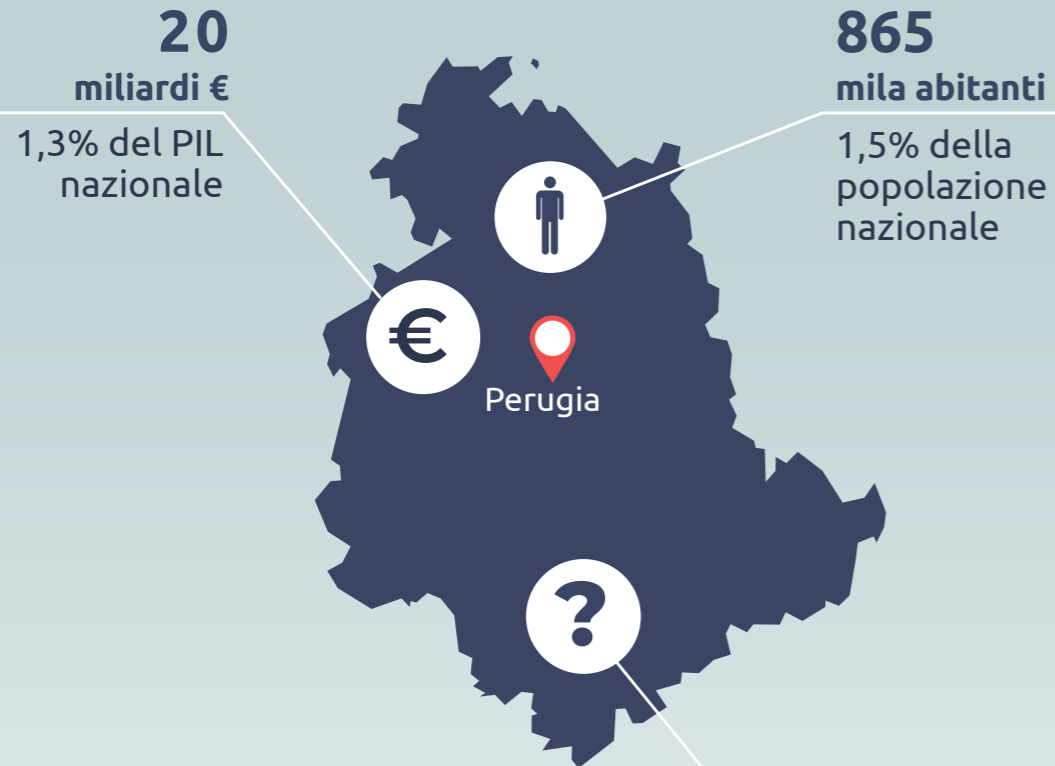 20
miliardi €
1,3% del PIL
nazionale
865
mila abitanti
1,5% della
popolazione
nazionale
€
Perugia
?